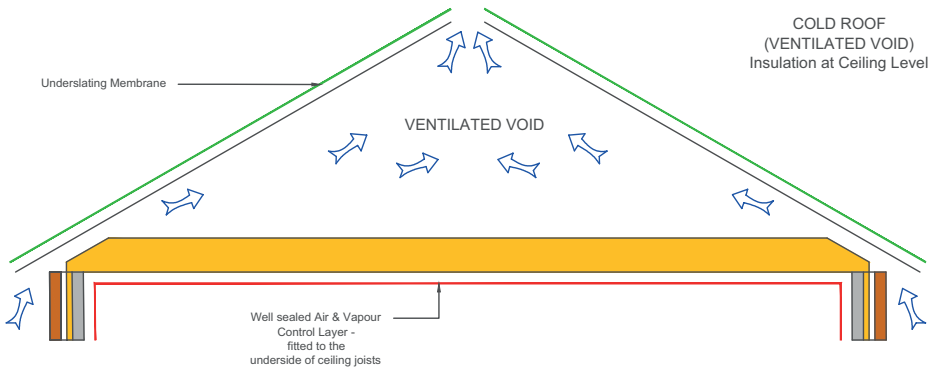 COLD ROOF
(VENTILATED VOID)
Insulation at Ceiling Level
Underslating Membrane
VENTILATED VOID
Well sealed Air & Vapour
Control Layer -
fitted to the
underside of ceiling joists